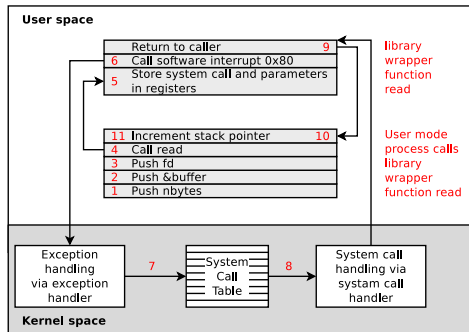 User space
Return to caller 9
6 Call software interrupt 0x80
5 Store system call and parameters
in registers
library
wrapper
function
read
11 Increment stack pointer 10
4 Call read
3 Push fd
2 Push &buffer
1 Push nbytes
User mode
process calls
library
wrapper
function read
Exception
handling
via exception
handler
7
System
Call
Table
8
System call
handling via
systam call
handler
Kernel space